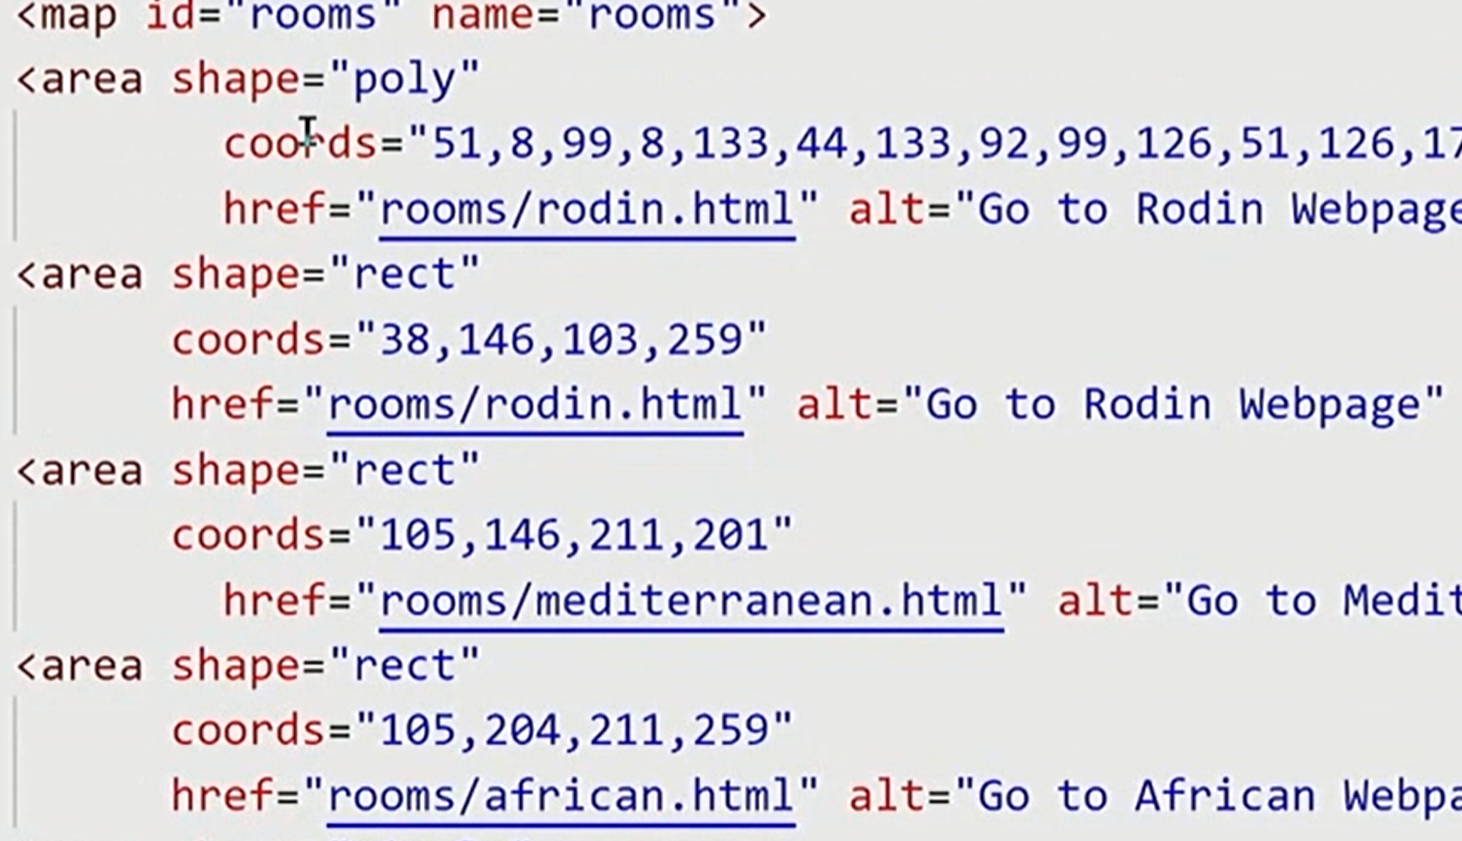 <map id="rooms" name="rooms">
<area shape="poly"
coords="51,8,99,8,133,44,133,92,99,126,51,126,17
href="rooms/rodin.html" alt="Go to Rodin Webpage
<area shape="rect"
coords="38,146,103,259"
href="rooms/rodin.html" alt="Go to Rodin Webpage"
<area shape="rect"
coords="105,146,211,201"
href="rooms/mediterranean.html" alt="Go to Medit
<area shape="rect"
coords="105,204,211,259"
href="rooms/african.html" alt="Go to African Webpa